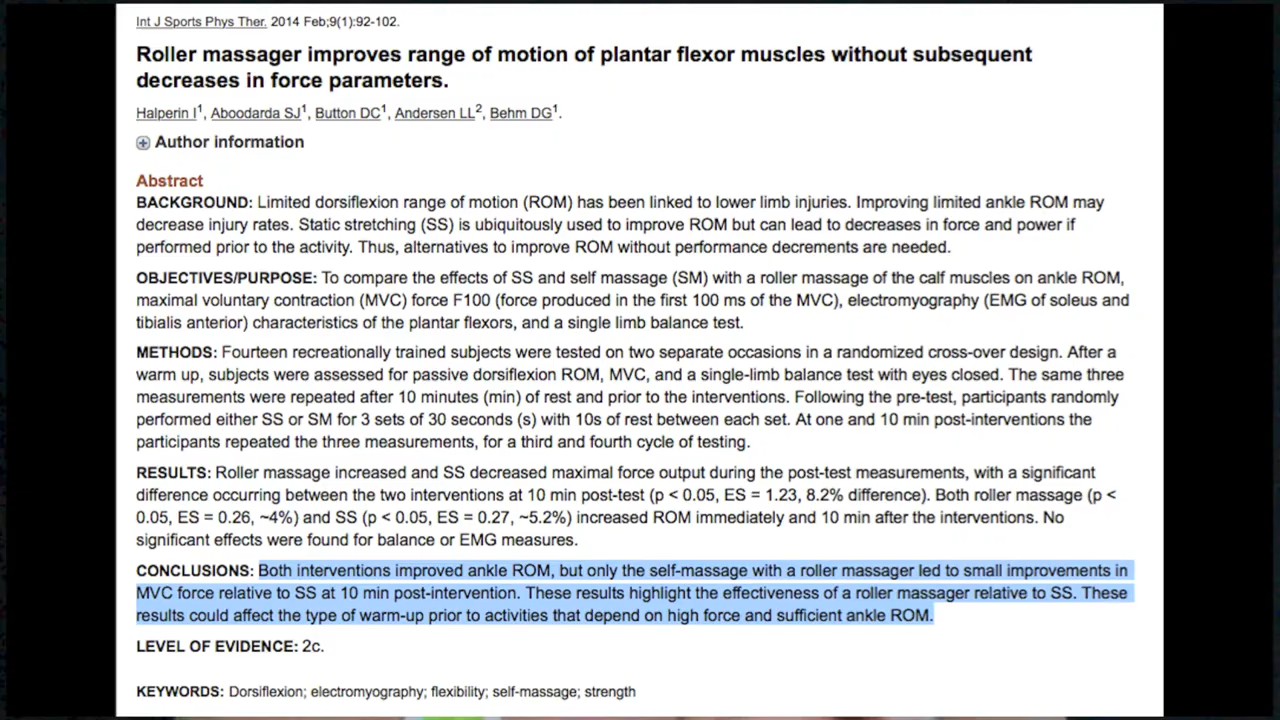 Int J Sports Phys Ther. 2014 Feb;9(1):92-102.
Roller massager improves range of motion of plantar flexor muscles without subsequent
decreases in force parameters.
Halperin I1, Aboodarda SJ1, Button DC1, Andersen LL2, Behm DG1.
Author information
Abstract
BACKGROUND: Limited dorsiflexion range of motion (ROM) has been linked to lower limb injuries. Improving limited ankle ROM may
decrease injury rates. Static stretching (SS) is ubiquitously used to improve ROM but can lead to decreases in force and power if
performed prior to the activity. Thus, alternatives to improve ROM without performance decrements are needed.
OBJECTIVES/PURPOSE: To compare the effects of SS and self massage (SM) with a roller massage of the calf muscles on ankle ROM,
maximal voluntary contraction (MVC) force F100 (force produced in the first 100 ms of the MVC), electromyography (EMG of soleus and
tibialis anterior) characteristics of the plantar flexors, and a single limb balance test.
METHODS: Fourteen recreationally trained subjects were tested on two separate occasions in a randomized cross-over design. After a
warm up, subjects were assessed for passive dorsiflexion ROM, MVC, and a single-limb balance test with eyes closed. The same three
measurements were repeated after 10 minutes (min) of rest and prior to the interventions. Following the pre-test, participants randomly
performed either SS or SM for 3 sets of 30 seconds (s) with 10s of rest between each set. At one and 10 min post-interventions the
participants repeated the three measurements, for a third and fourth cycle of testing.
RESULTS: Roller massage increased and SS decreased maximal force output during the post-test measurements, with a significant
difference occurring between the two interventions at 10 min post-test (p < 0.05, ES = 1.23, 8.2% difference). Both roller massage (p <
0.05, ES = 0.26, ~4%) and SS (p < 0.05, ES = 0.27, ~5.2%) increased ROM immediately and 10 min after the interventions. No
significant effects were found for balance or EMG measures.
CONCLUSIONS: Both interventions improved ankle ROM, but only the self-massage with a roller massager led to small improvements in
MVC force relative to SS at 10 min post-intervention. These results highlight the effectiveness of a roller massager relative to SS. These
results could affect the type of warm-up prior to activities that depend on high force and sufficient ankle ROM.
LEVEL OF EVIDENCE: 2c.
KEYWORDS: Dorsiflexion; electromyography; flexibility; self-massage; strength